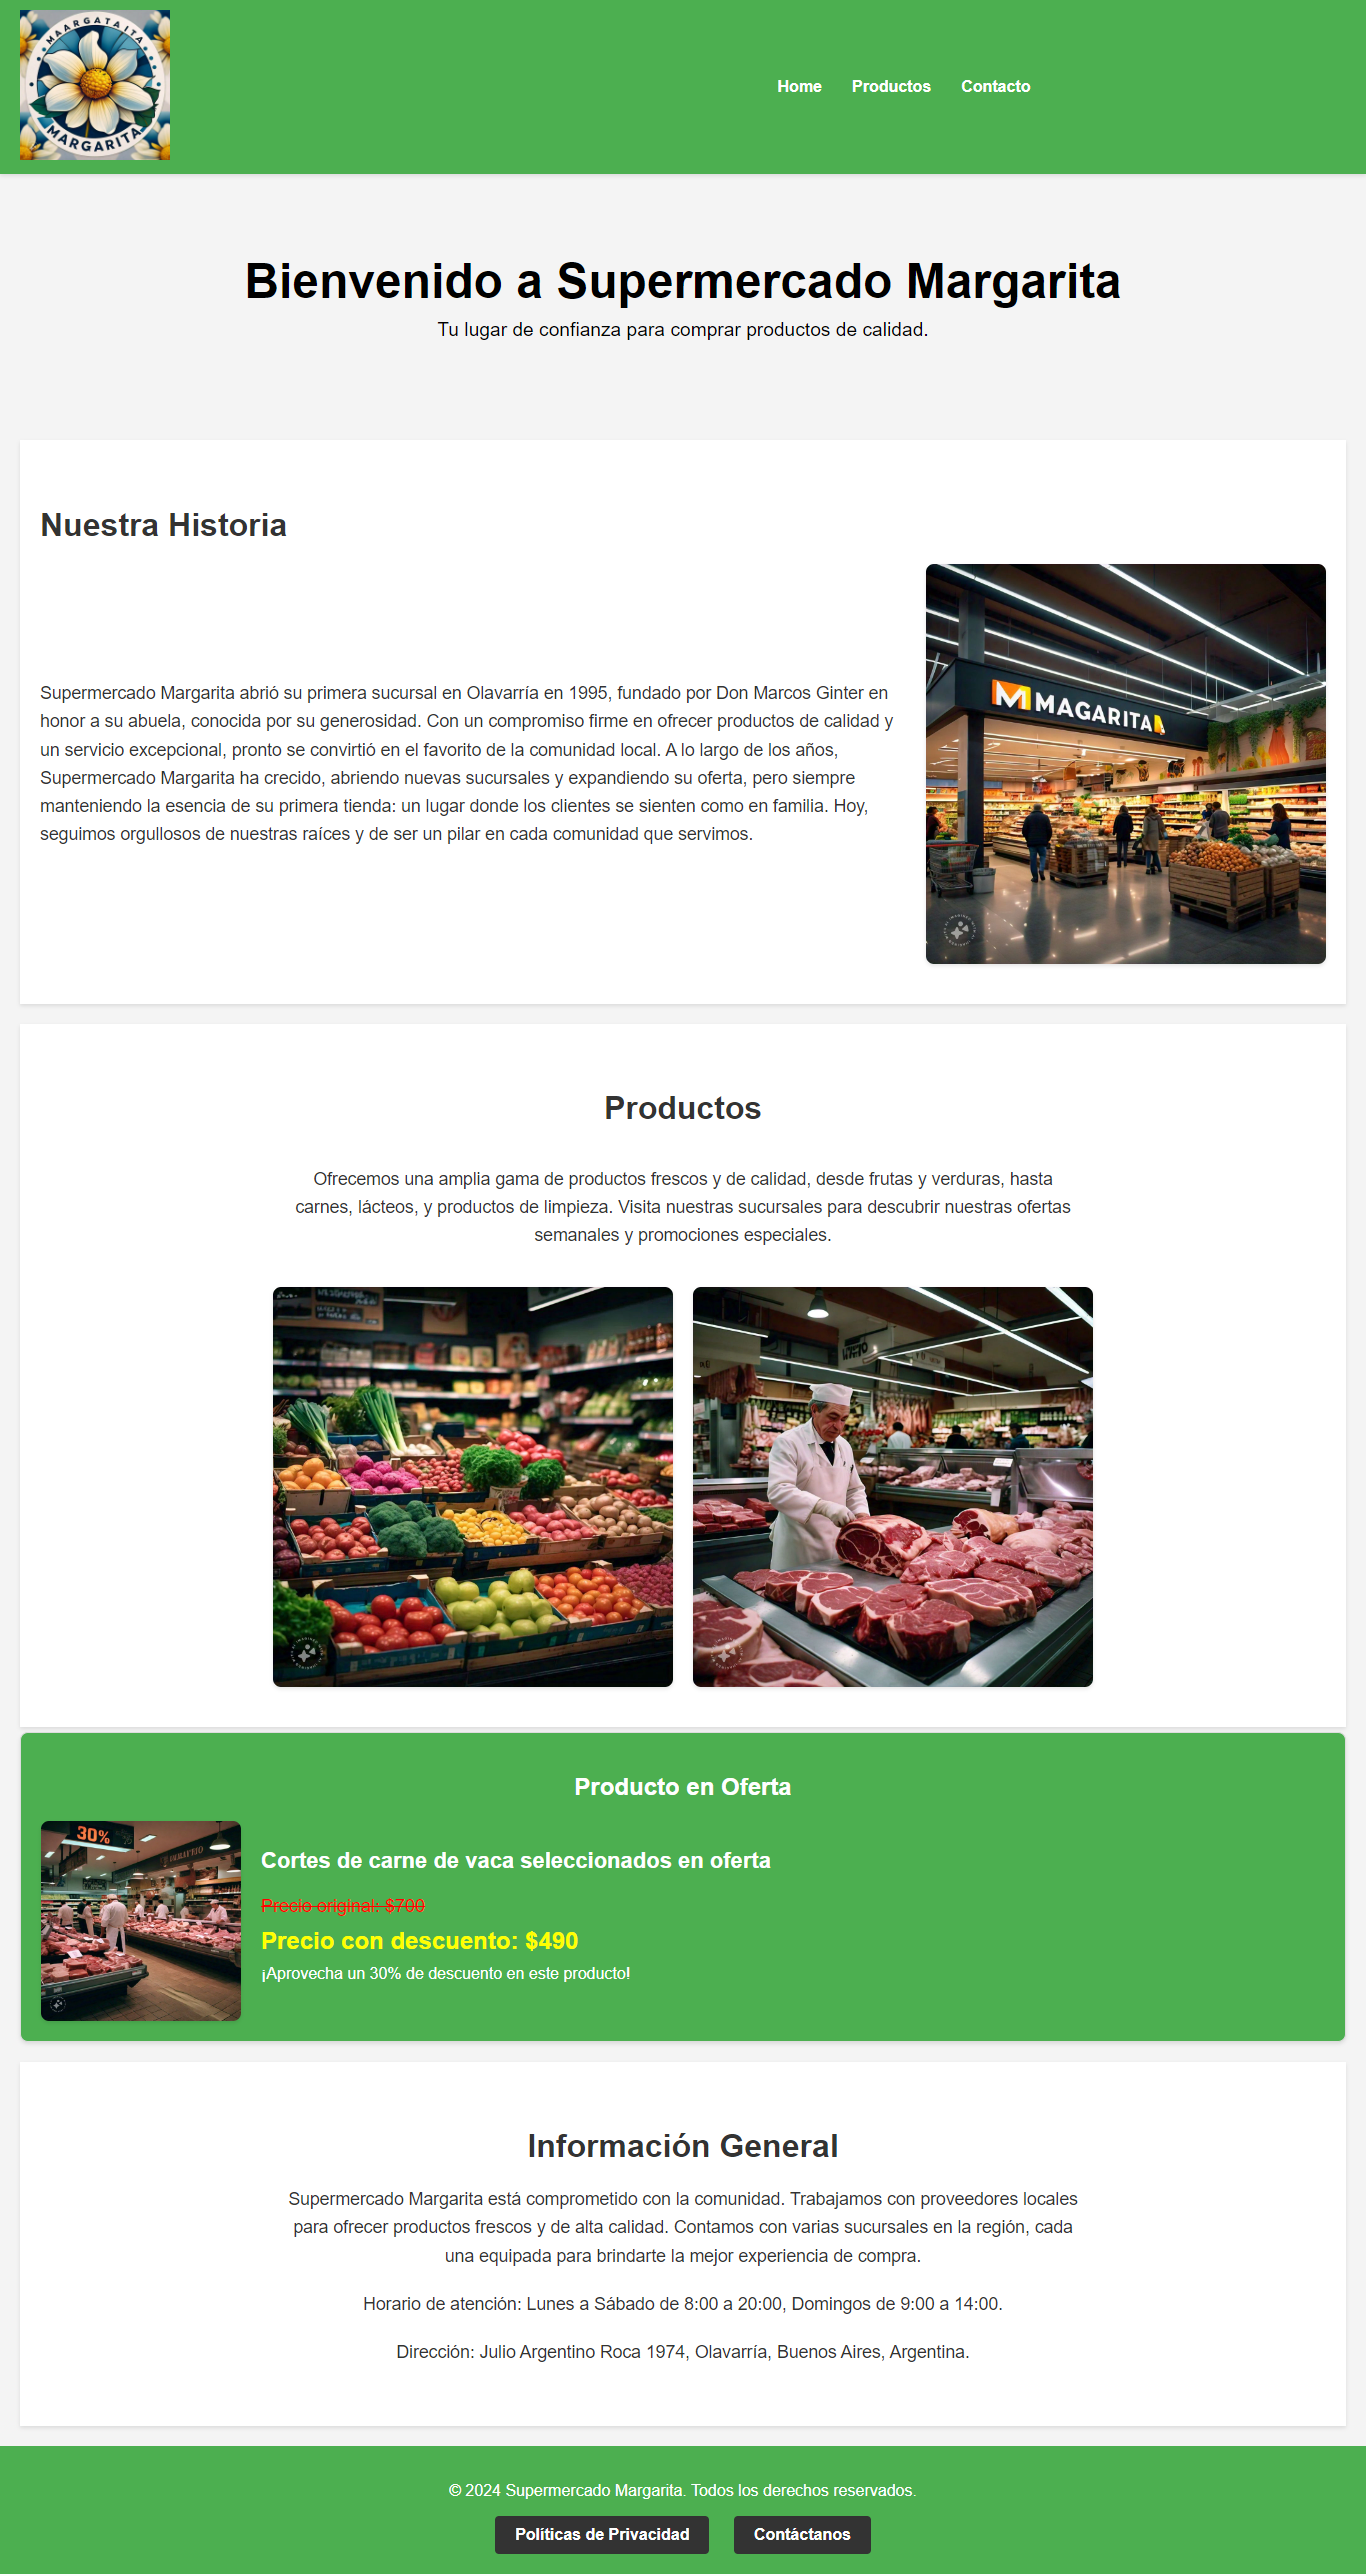 MAARGATAITA
MARGARITA
Home Productos Contacto
Bienvenido a Supermercado Margarita
Tu lugar de confianza para comprar productos de calidad.
Nuestra Historia
Supermercado Margarita abrió su primera sucursal en Olavarría en 1995, fundado por Don Marcos Ginter en
honor a su abuela, conocida por su generosidad. Con un compromiso firme en ofrecer productos de calidad y
un servicio excepcional, pronto se convirtió en el favorito de la comunidad local. A lo largo de los años,
Supermercado Margarita ha crecido, abriendo nuevas sucursales y expandiendo su oferta, pero siempre
manteniendo la esencia de su primera tienda: un lugar donde los clientes se sienten como en familia. Hoy,
seguimos orgullosos de nuestras raíces y de ser un pilar en cada comunidad que servimos.
M MAGARITA
Productos
Ofrecemos una amplia gama de productos frescos y de calidad, desde frutas y verduras, hasta
carnes, lácteos, y productos de limpieza. Visita nuestras sucursales para descubrir nuestras ofertas
semanales y promociones especiales.
Producto en Oferta
30%
Cortes de carne de vaca seleccionados en oferta
Precio original: $700
Precio con descuento: $490
¡Aprovecha un 30% de descuento en este producto!
Información General
Supermercado Margarita está comprometido con la comunidad. Trabajamos con proveedores locales
para ofrecer productos frescos y de alta calidad. Contamos con varias sucursales en la región, cada
una equipada para brindarte la mejor experiencia de compra.
Horario de atención: Lunes a Sábado de 8:00 a 20:00, Domingos de 9:00 a 14:00.
Dirección: Julio Argentino Roca 1974, Olavarría, Buenos Aires, Argentina.
© 2024 Supermercado Margarita. Todos los derechos reservados.
Políticas de Privacidad Contáctanos